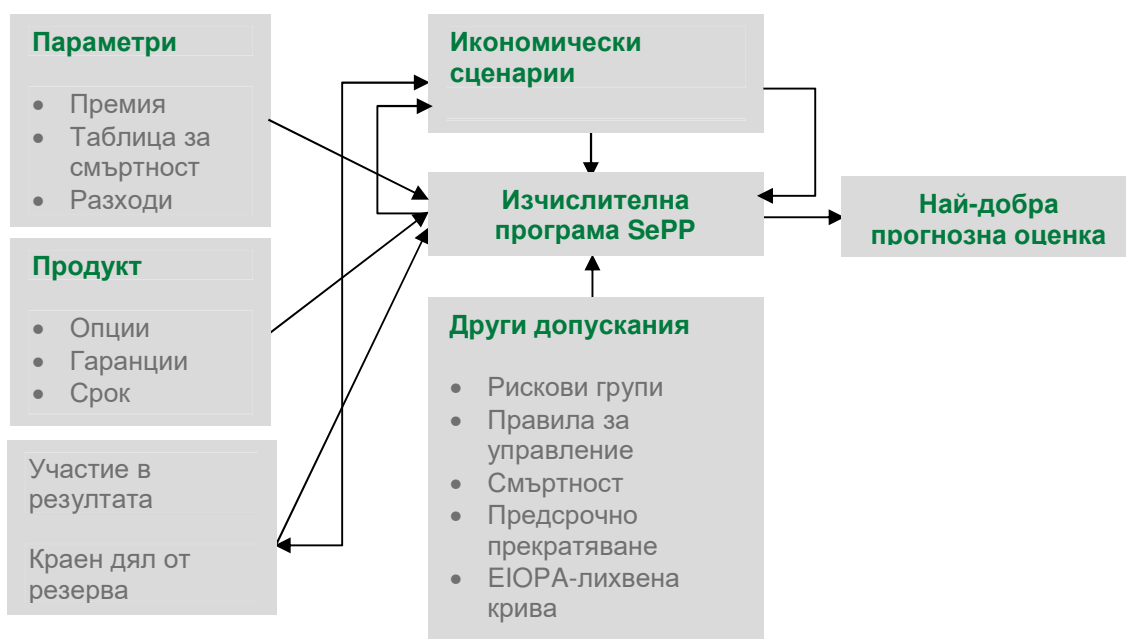 Параметри
• Премия
• Таблица за
смъртност
• Разходи
Продукт
• Опции
• Гаранции
• Срок
Участие в
резултата
Краен дял от
резерва
Икономически
сценарии
Изчислителна
програма SePP
Други допускания
• Рискови групи
• Правила за
управление
• Смъртност
• Предсрочно
прекратяване
• EIOPA-лихвена
крива
Най-добра
прогнозна оценка